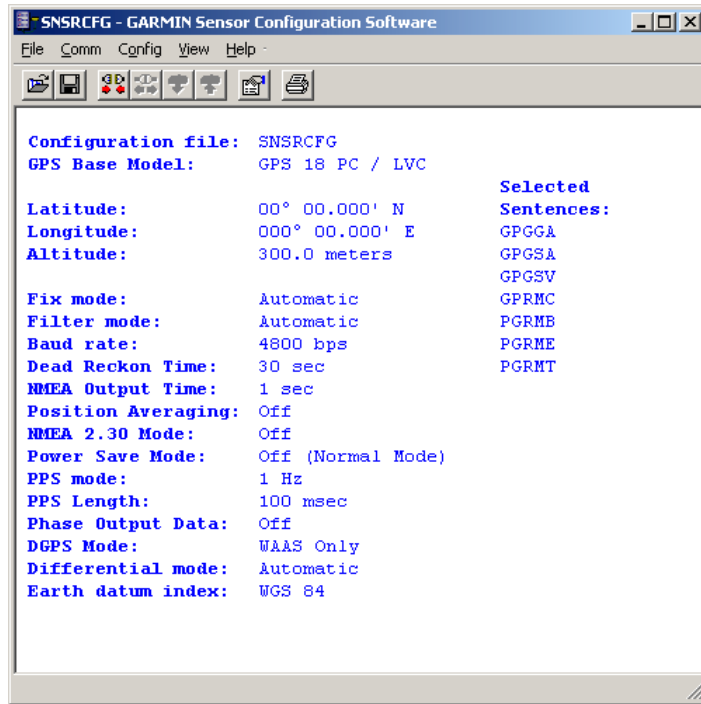 SNSRCFG - GARMIN Sensor Configuration Software
File Comm Config View Help
Configuration file: SNSRCFG
GPS Base Model: GPS 18 PC / LVC
Selected
Latitude: 00° 00.000' N Sentences:
Longitude: 000° 00.000' E GPGGA
Altitude: 300.0 meters GPGSA
GPGSV
Fix mode: Automatic GPRMC
Filter mode: Automatic PGRMB
Baud rate: 4800 bps PGRME
Dead Reckon Time: 30 sec PGRMT
NMEA Output Time: 1 sec
Position Averaging: Off
NMEA 2.30 Mode: Off
Power Save Mode: Off (Normal Mode)
PPS mode: 1 Hz
PPS Length: 100 msec
Phase Output Data: Off
DGPS Mode: WAAS Only
Differential mode: Automatic
Earth datum index: WGS 84